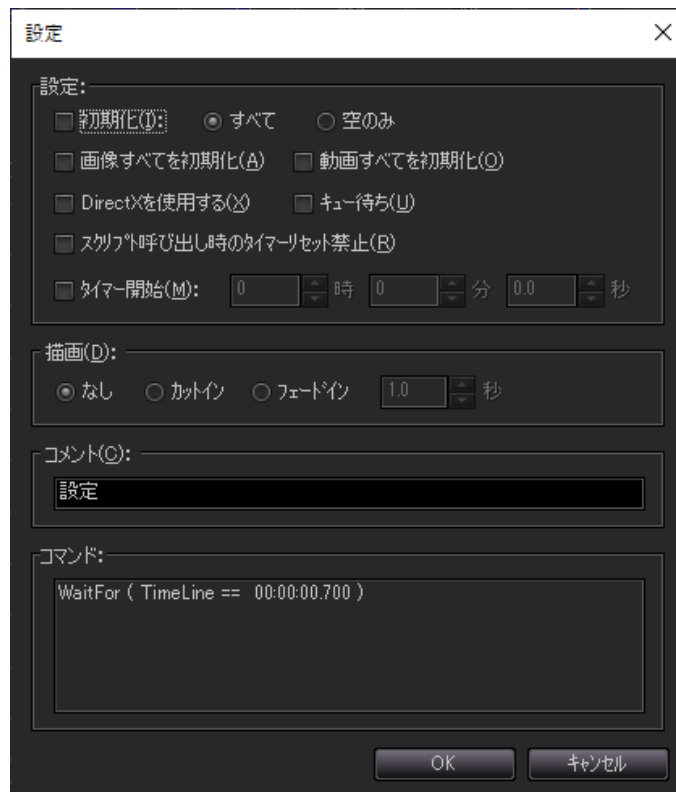 設定
設定:
初期化(I): すべて 空のみ
画像すべてを初期化(A) 動画すべてを初期化(O)
DirectXを使用する(X) キュー待ち(U)
スクリプト呼び出し時のタイマーリセット禁止(R)
タイマー開始(M): 0 時 0 分 0.0 秒
描画(D):
なし カットイン フェードイン 1.0 秒
コメント(C):
設定
コマンド:
WaitFor ( TimeLine == 00:00:00.700 )
OK キャンセル